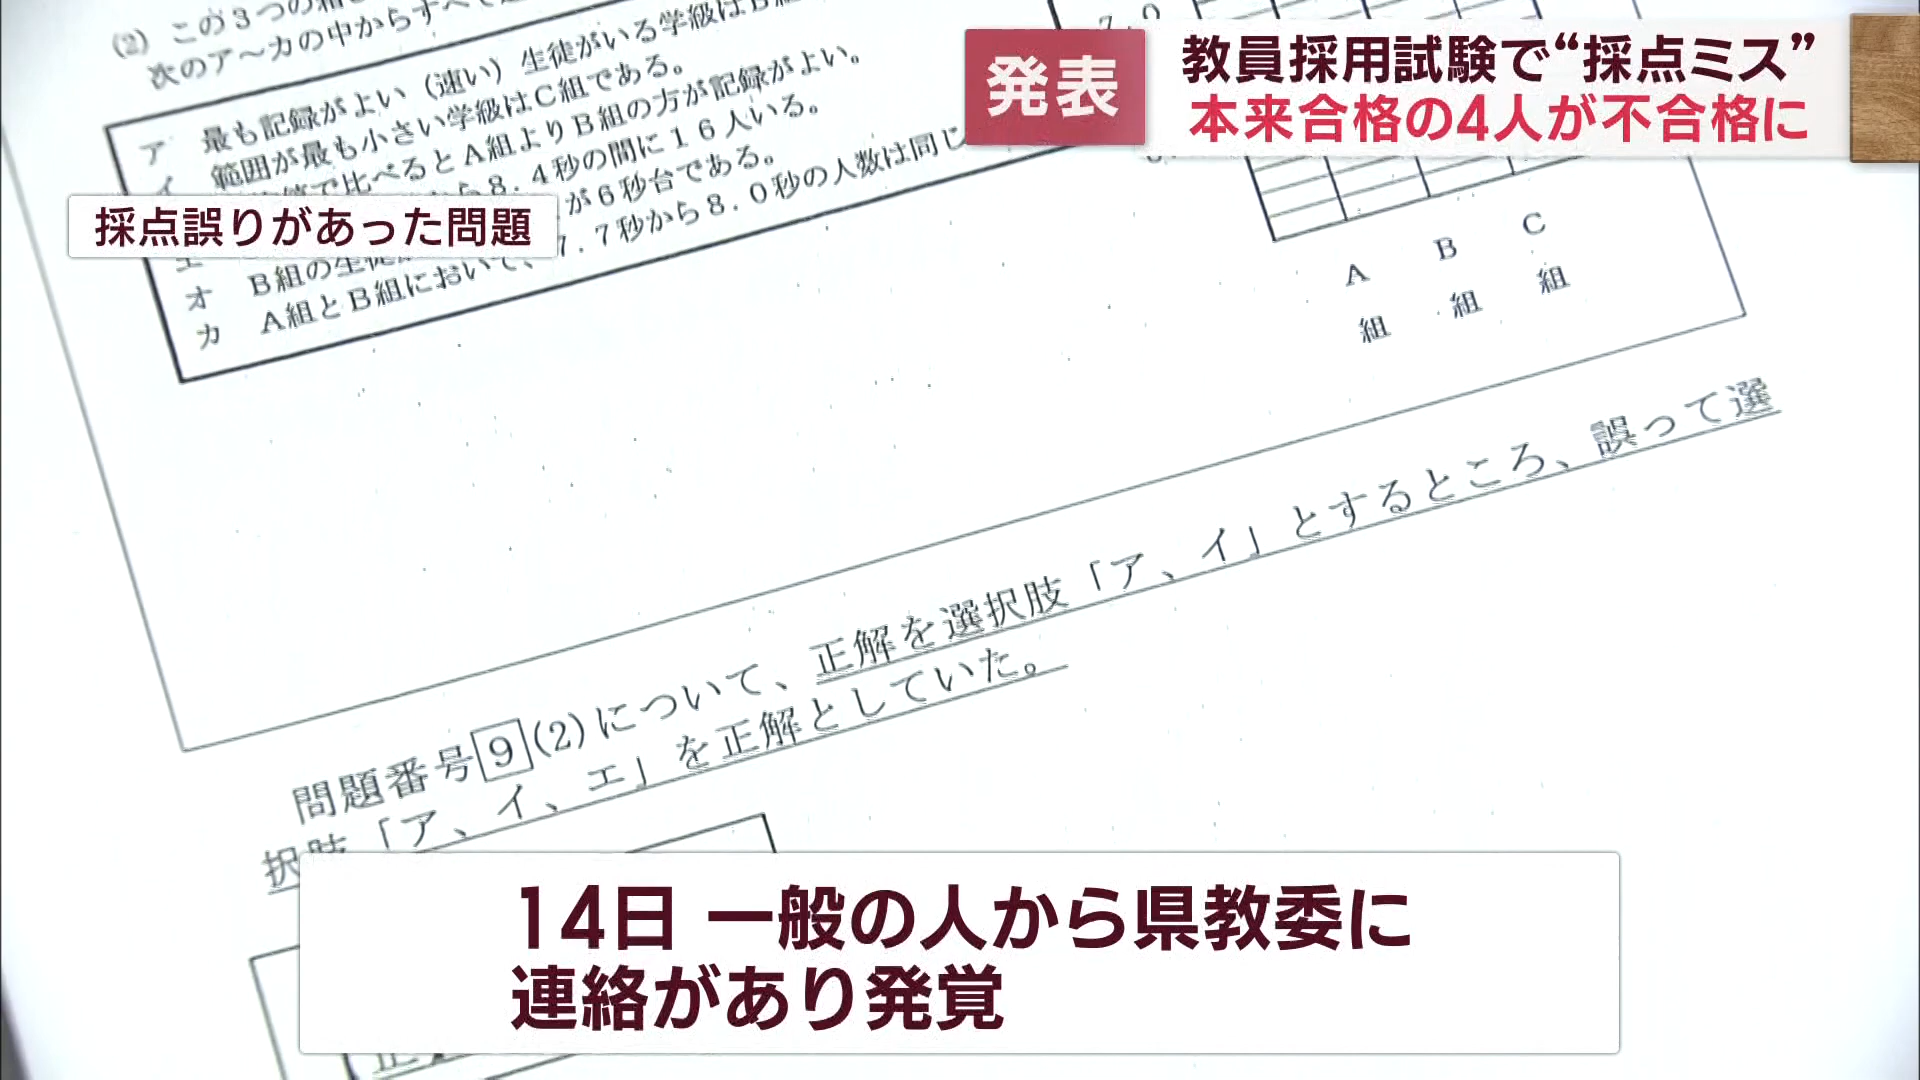 発表
教員採用試験で“採点ミス”
本来合格の4人が不合格に
採点誤りがあった問題
(2) この3つの
次のア～カの中からすべて
ア 最も記録がよい（速い）生徒がいる学級は
イ 範囲が最も小さい学級はC組である。
で比べるとA組よりB組の方が記録がよい。
から8.4秒の間に16人いる。
エ
が6秒台である。
オ B組の生徒
カ A組とB組において、7.7秒から8.0秒の人数は同じ
7.0
A組
B組
C組
問題番号9(2)について、正解を選択肢「ア、イ」とするところ、誤って選
択肢「ア、イ、エ」を正解としていた。
14日 一般の人から県教委に
連絡があり発覚